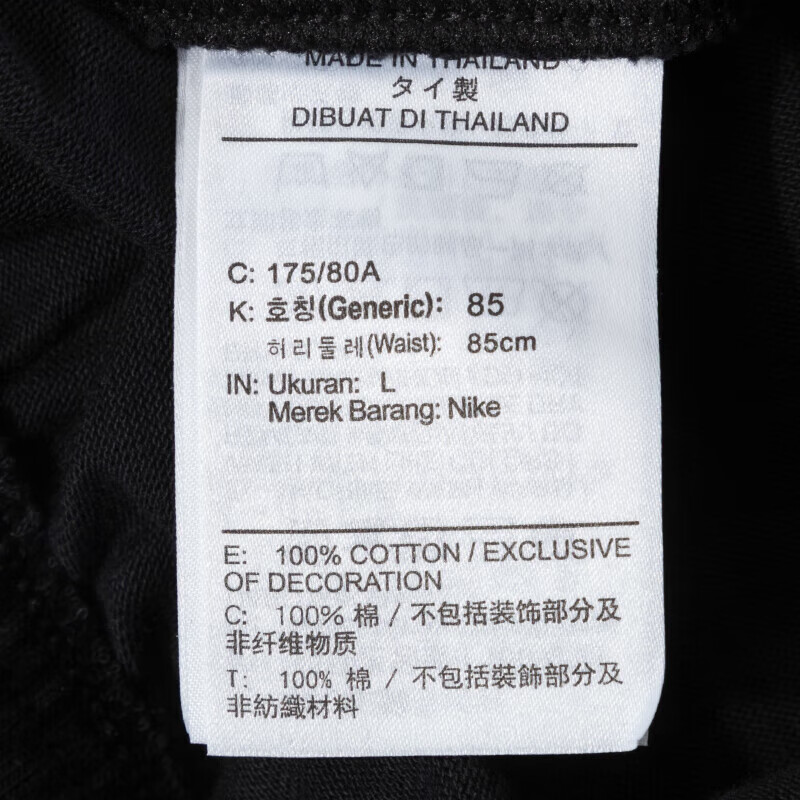 MADE IN THAILAND
タイ製
DIBUAT DI THAILAND
C: 175/80A
K: 호칭(Generic): 85
허리둘레(Waist): 85cm
IN: Ukuran: L
Merek Barang: Nike
E: 100% COTTON / EXCLUSIVE
OF DECORATION
C: 100% 棉 / 不包括装饰部分及
非纤维物质
T: 100% 棉 / 不包括裝飾部分及
非紡織材料